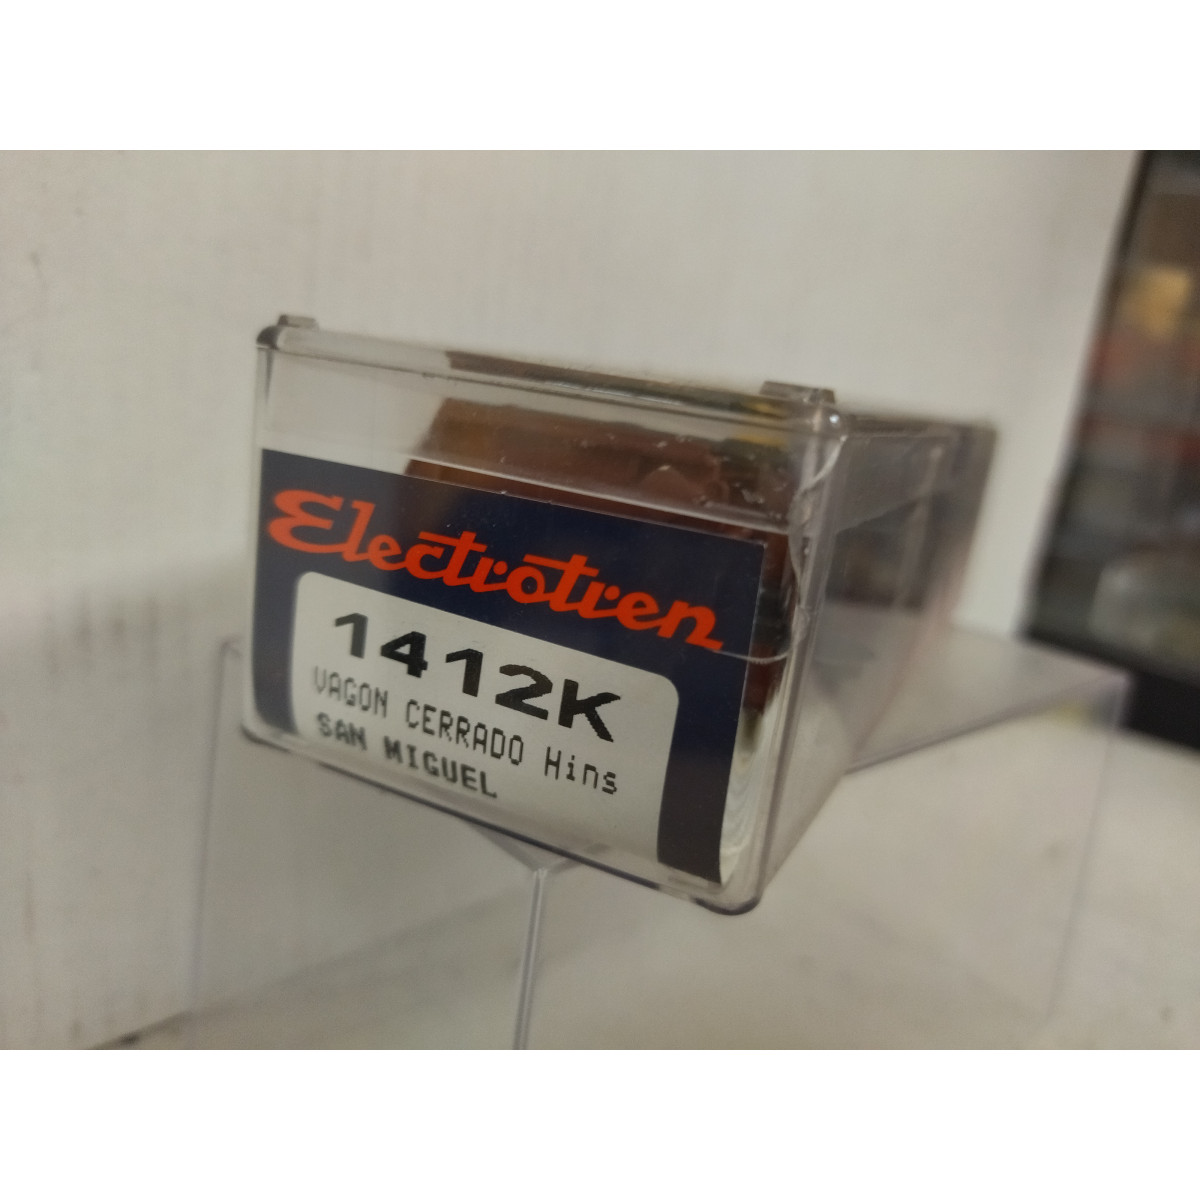 Electrotren
1412K
VAGON CERRADO Hins
SAN MIGUEL